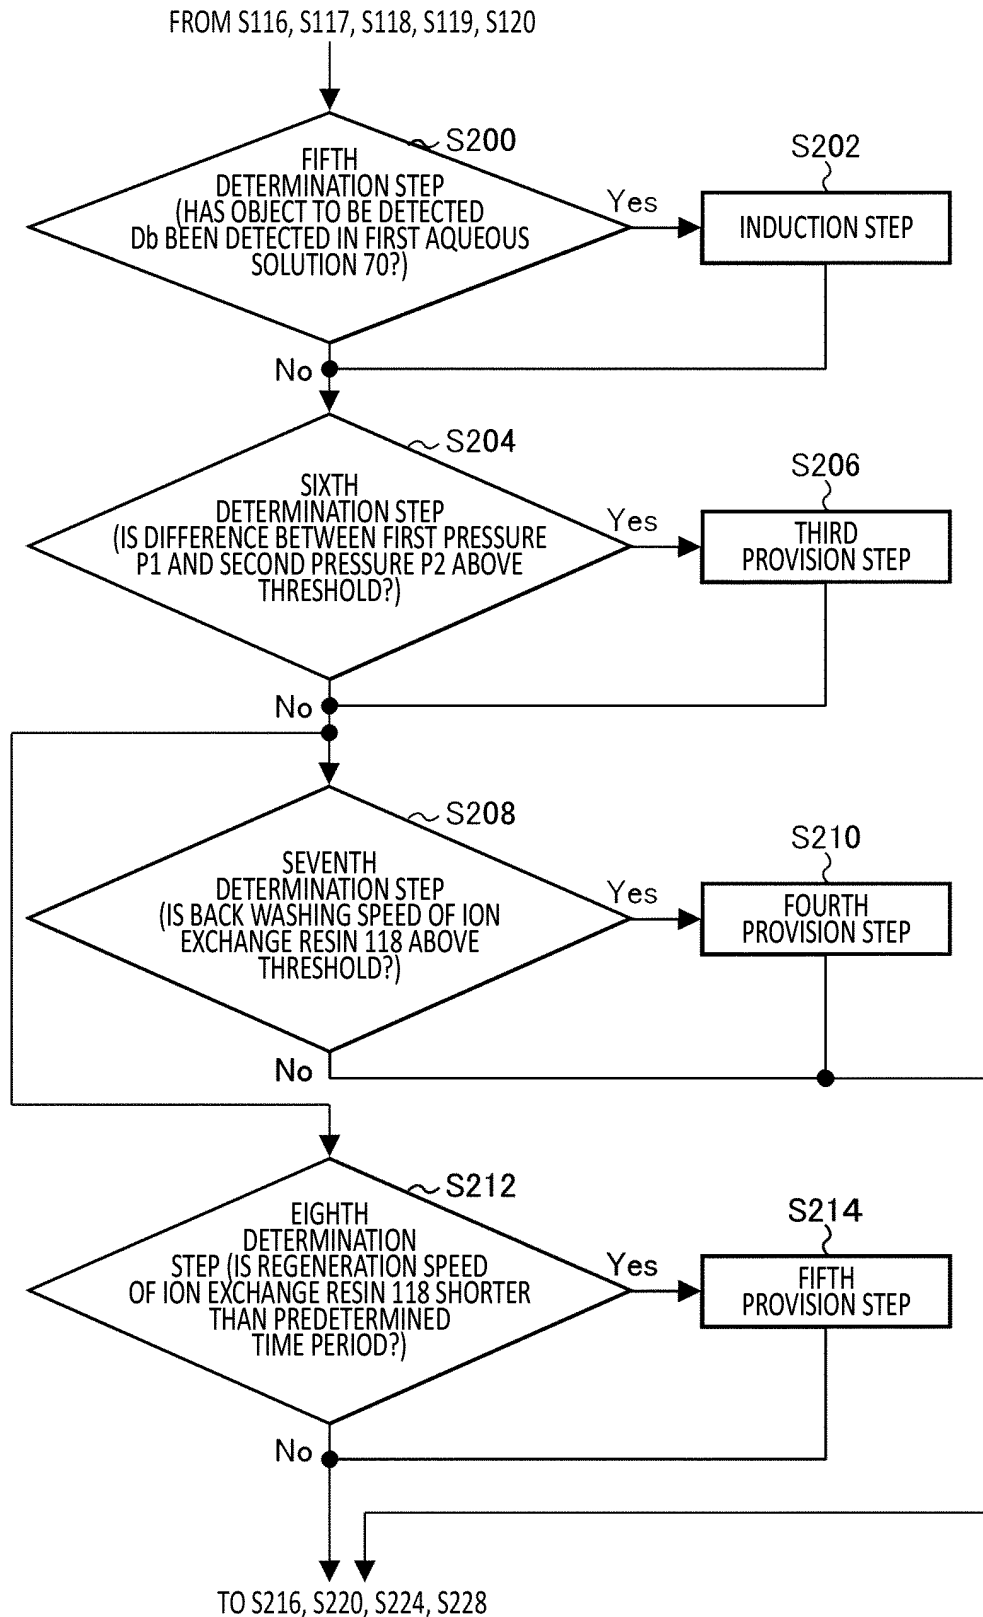 FROM S116, S117, S118, S119, S120
S200
FIFTH
DETERMINATION STEP
(HAS OBJECT TO BE DETECTED
Db BEEN DETECTED IN FIRST AQUEOUS
SOLUTION 70?)
Yes
S202
INDUCTION STEP
No
S204
SIXTH
DETERMINATION STEP
(IS DIFFERENCE BETWEEN FIRST PRESSURE
P1 AND SECOND PRESSURE P2 ABOVE
THRESHOLD?)
Yes
S206
THIRD
PROVISION STEP
No
S208
SEVENTH
DETERMINATION STEP
(IS BACK WASHING SPEED OF ION
EXCHANGE RESIN 118 ABOVE
THRESHOLD?)
Yes
S210
FOURTH
PROVISION STEP
No
S212
EIGHTH
DETERMINATION
STEP (IS REGENERATION SPEED
OF ION EXCHANGE RESIN 118 SHORTER
THAN PREDETERMINED
TIME PERIOD?)
Yes
S214
FIFTH
PROVISION STEP
No
TO S216, S220, S224, S228